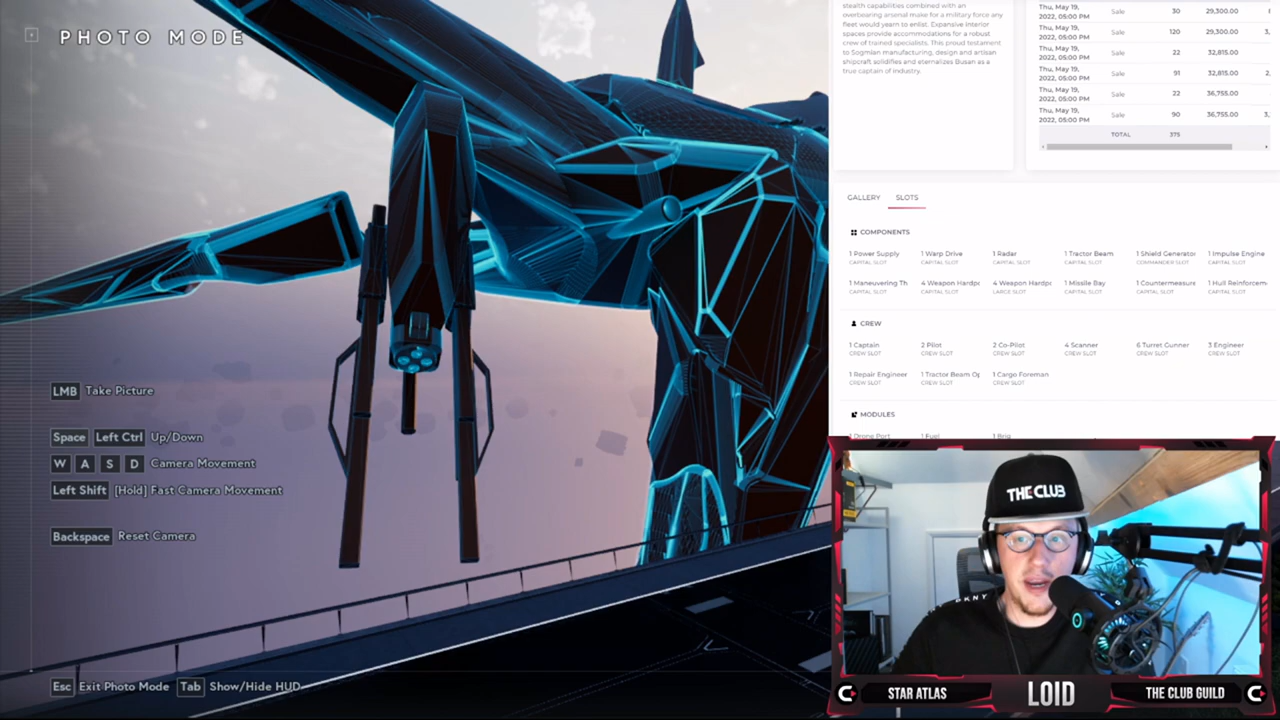 PHOTO MODE
LMB Take Picture
Space Left Ctrl Up/Down
W A S D Camera Movement
Left Shift [Hold] Fast Camera Movement
Backspace Reset Camera
Esc Exit Photo Mode Tab Show/Hide HUD
stealth capabilities combined with an
overbearing arsenal make for a military force any
fleet would yearn to enlist. Expansive interior
spaces provide accommodations for a robust
crew of trained specialists. This proud testament
to Sogmian manufacturing, design and artisan
shipcraft solidifies and eternalizes Busan as a
true captain of industry.
Thu, May 19,
2022, 05:00 PM Sale 30 29,300.00
Thu, May 19,
2022, 05:00 PM Sale 120 29,300.00 3,
Thu, May 19,
2022, 05:00 PM Sale 22 32,815.00
Thu, May 19,
2022, 05:00 PM Sale 91 32,815.00 2,
Thu, May 19,
2022, 05:00 PM Sale 22 36,755.00
Thu, May 19,
2022, 05:00 PM Sale 90 36,755.00 3,
TOTAL 375
GALLERY SLOTS
COMPONENTS
1 Power Supply 1 Warp Drive 1 Radar 1 Tractor Beam 1 Shield Generator 1 Impulse Engine
CAPITAL SLOT CAPITAL SLOT CAPITAL SLOT CAPITAL SLOT COMMANDER SLOT CAPITAL SLOT
1 Maneuvering Th 4 Weapon Hardpc 4 Weapon Hardpc 1 Missile Bay 1 Countermeasure 1 Hull Reinforcem
CAPITAL SLOT CAPITAL SLOT LARGE SLOT CAPITAL SLOT CAPITAL SLOT CAPITAL SLOT
CREW
1 Captain 2 Pilot 2 Co-Pilot 4 Scanner 6 Turret Gunner 3 Engineer
CREW SLOT CREW SLOT CREW SLOT CREW SLOT CREW SLOT CREW SLOT
1 Repair Engineer 1 Tractor Beam Op 1 Cargo Foreman
CREW SLOT CREW SLOT CREW SLOT
MODULES
1 Drone Port 1 Fuel 1 Brig
THE CLUB
DKNY
STAR ATLAS LOID THE CLUB GUILD